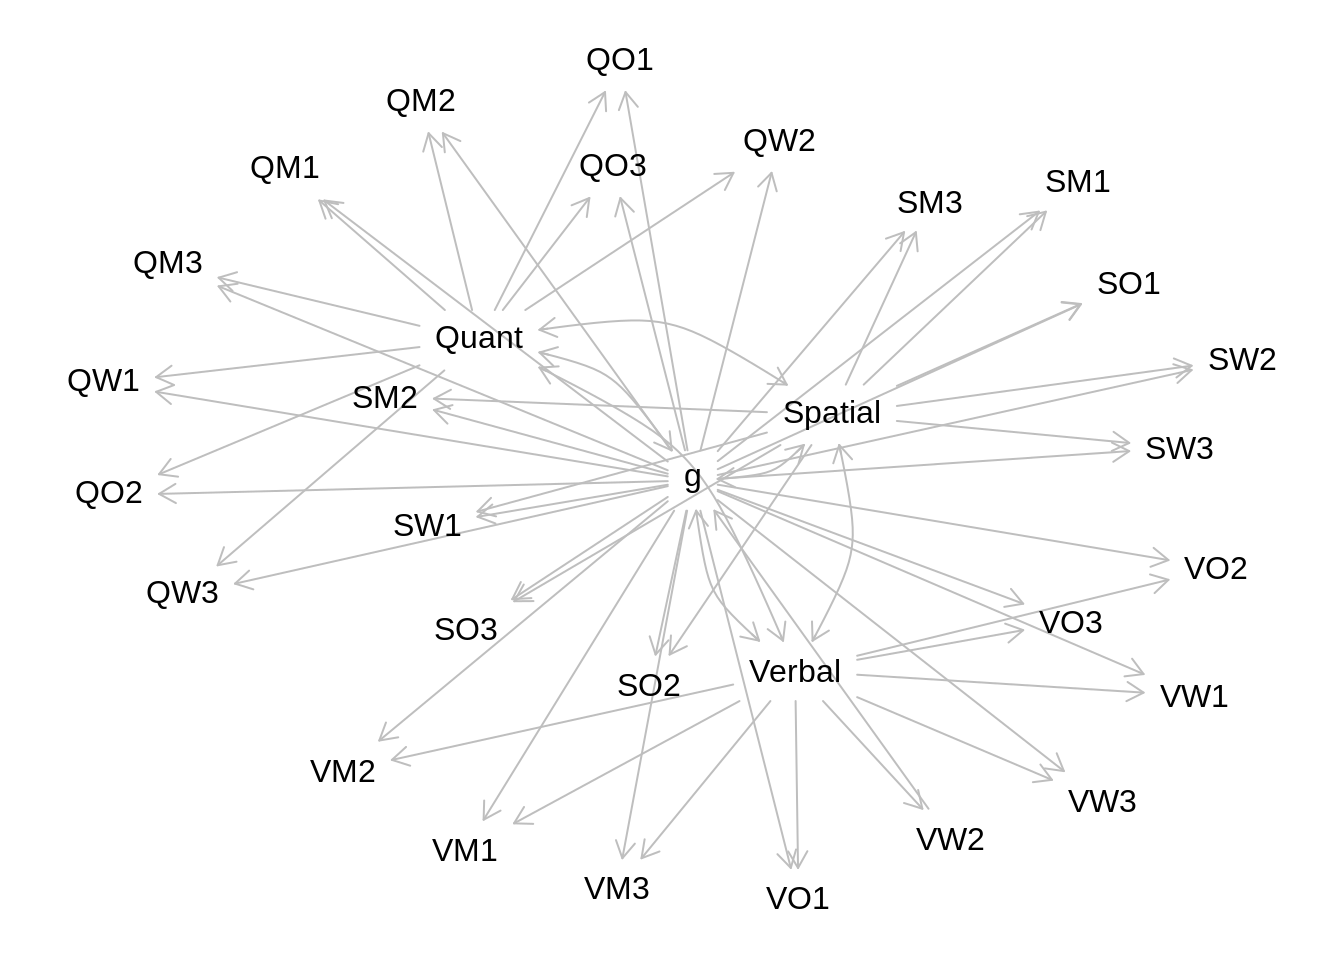 QO1
QM2
QW2
QM1
QO3
SM1
SM3
QM3
SO1
Quant
SW2
QW1
SM2
Spatial
SW3
g
QO2
SW1
VO2
QW3
VO3
SO3
Verbal
SO2
VW1
VM2
VW3
VW2
VM1
VM3
VO1